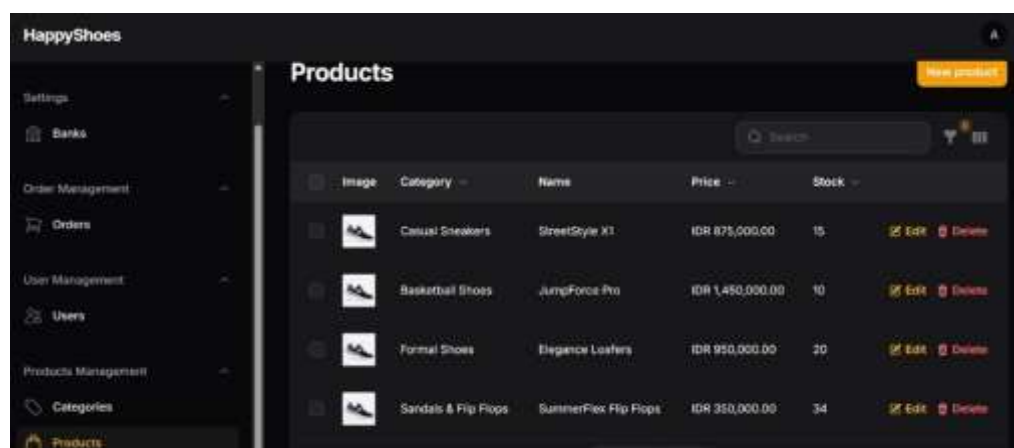 HappyShoes
A
Settings
Banks
Order Management
Orders
User Management
Users
Products Management
Categories
Products
Products
New product
Search
Image Category Name Price Stock
Casual Sneakers StreetStyle X1 IDR 875,000.00 15 Edit Delete
Basketball Shoes JumpForce Pro IDR 1,450,000.00 10 Edit Delete
Formal Shoes Elegance Loafers IDR 950,000.00 20 Edit Delete
Sandals & Flip Flops SummerFlex Flip Flops IDR 350,000.00 34 Edit Delete